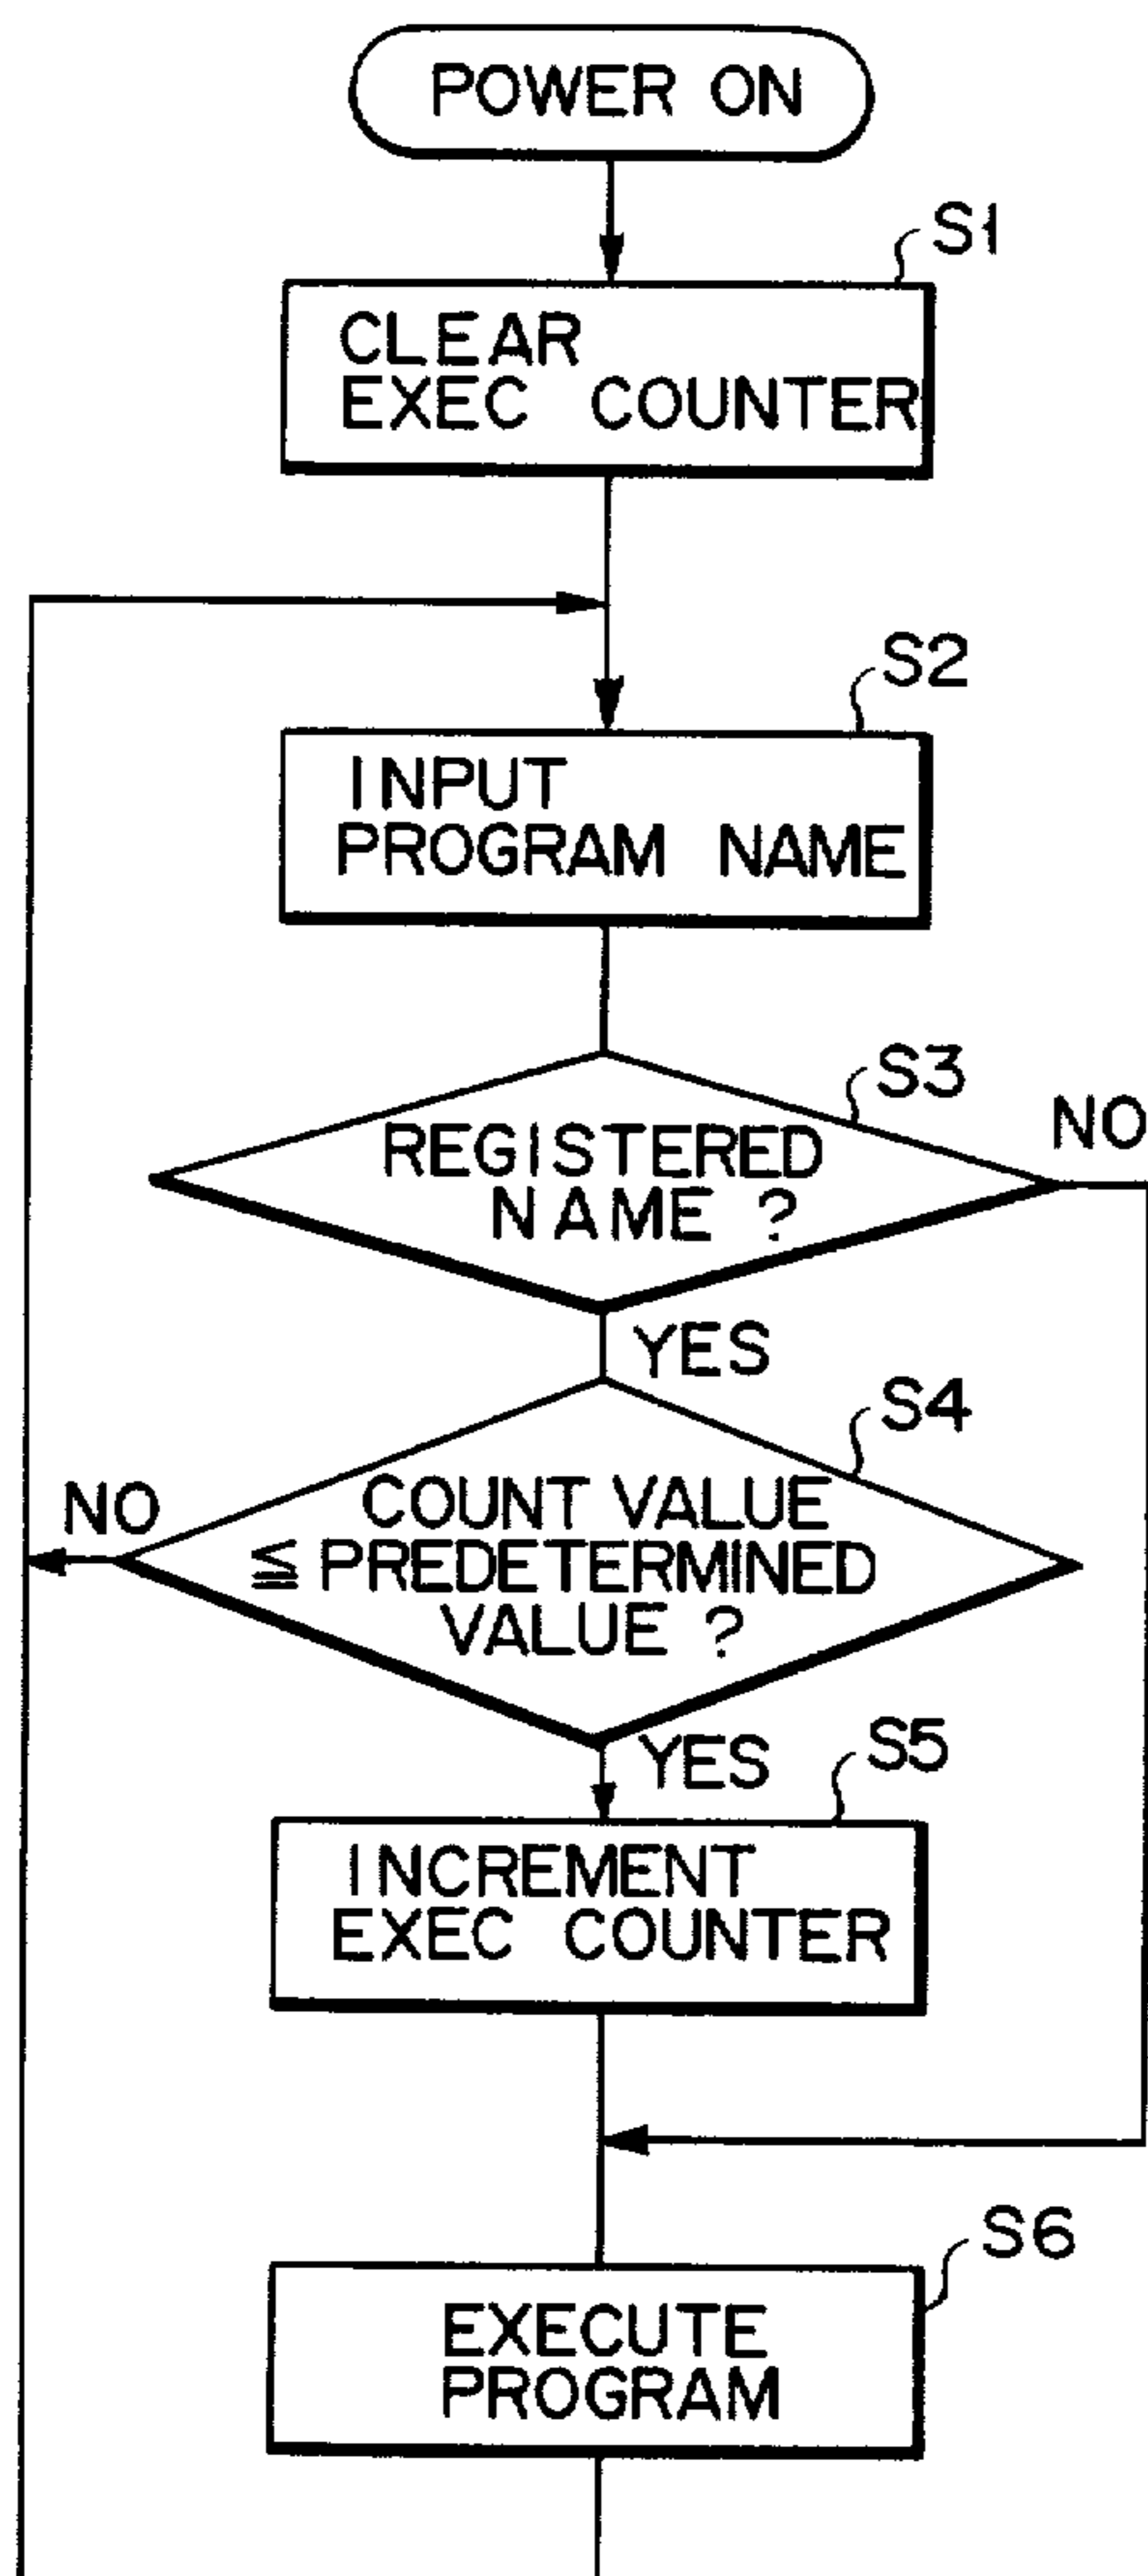 POWER ON
S1
CLEAR
EXEC COUNTER
S2
INPUT
PROGRAM NAME
S3
NO
REGISTERED
NAME ?
YES
S4
NO
COUNT VALUE
≦ PREDETERMINED
VALUE ?
YES
S5
INCREMENT
EXEC COUNTER
S6
EXECUTE
PROGRAM